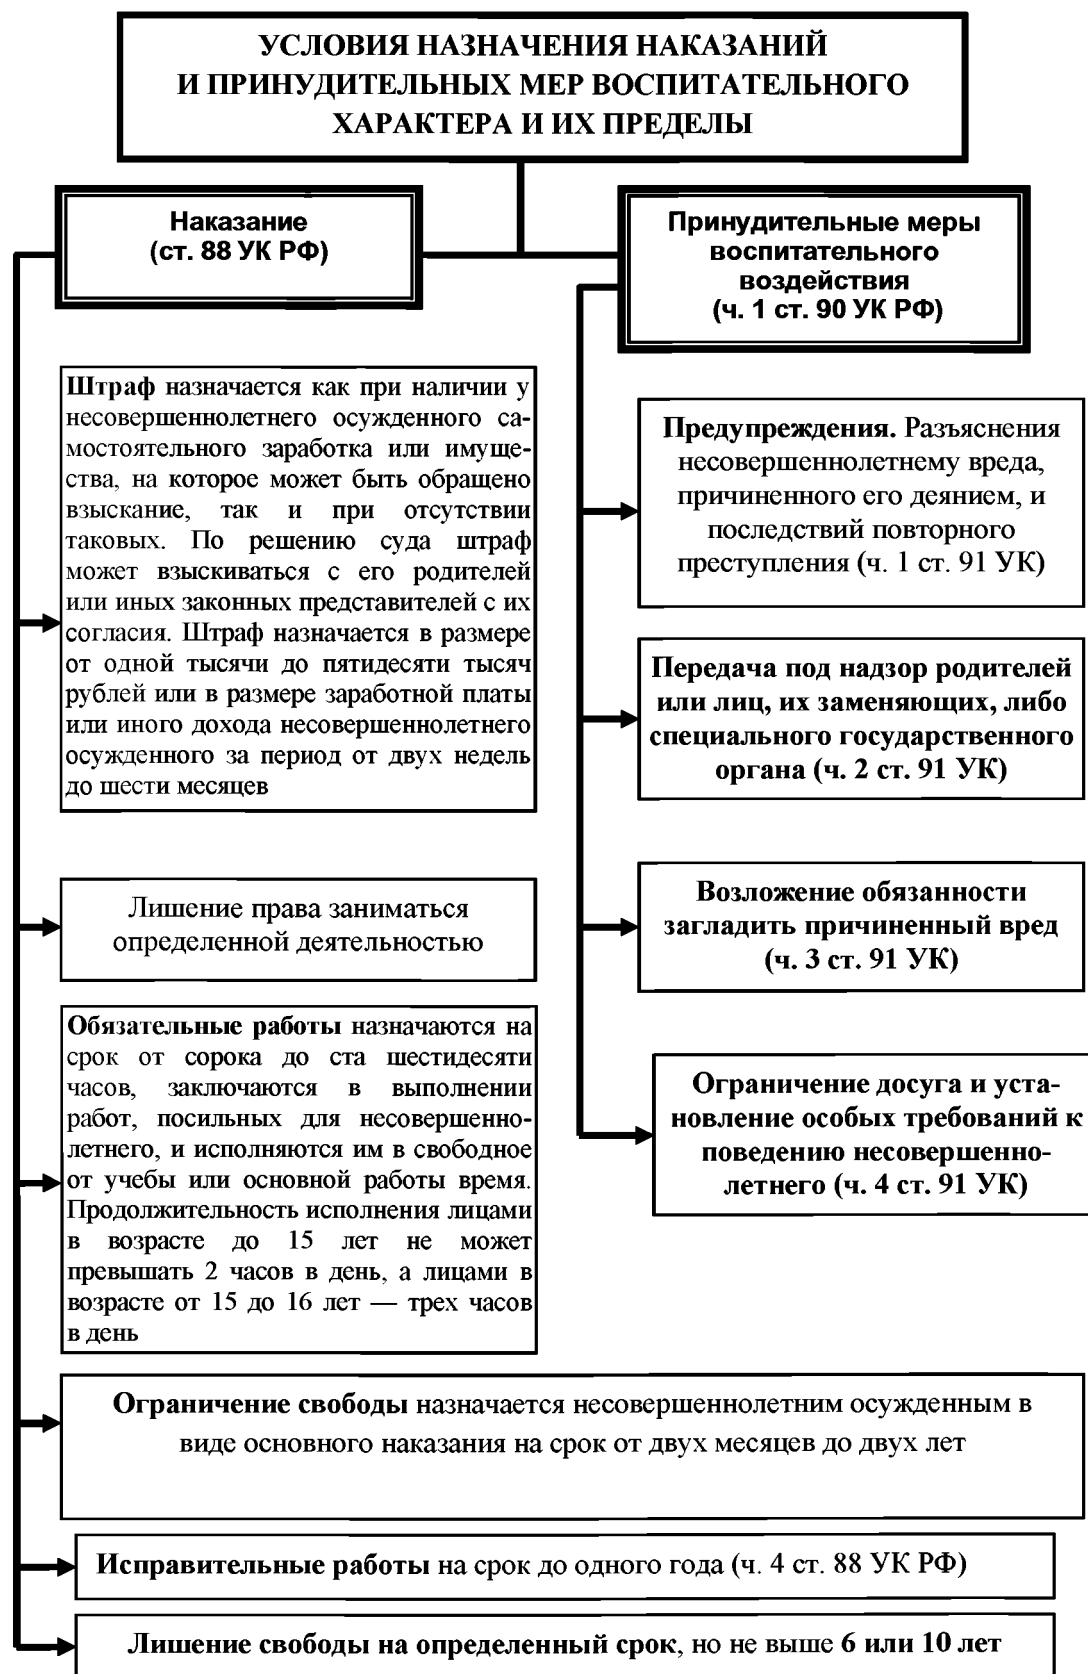 УСЛОВИЯ НАЗНАЧЕНИЯ НАКАЗАНИЙ
И ПРИНУДИТЕЛЬНЫХ МЕР ВОСПИТАТЕЛЬНОГО
ХАРАКТЕРА И ИХ ПРЕДЕЛЫ
Наказание
(ст. 88 УК РФ)
Штраф назначается как при наличии у
несовершеннолетнего осужденного са-
мостоятельного заработка или имуще-
ства, на которое может быть обращено
взыскание, так и при отсутствии
таковых. По решению суда штраф
может взыскиваться с его родителей
или иных законных представителей с их
согласия. Штраф назначается в размере
от одной тысячи до пятидесяти тысяч
рублей или в размере заработной платы
или иного дохода несовершеннолетнего
осужденного за период от двух недель
до шести месяцев
Лишение права заниматься
определенной деятельностью
Обязательные работы назначаются на
срок от сорока до ста шестидесяти
часов, заключаются в выполнении
работ, посильных для несовершенно-
летнего, и исполняются им в свободное
от учебы или основной работы время.
Продолжительность исполнения лицами
в возрасте до 15 лет не может
превышать 2 часов в день, а лицами в
возрасте от 15 до 16 лет — трех часов
в день
Принудительные меры
воспитательного
воздействия
(ч. 1 ст. 90 УК РФ)
Предупреждения. Разъяснения
несовершеннолетнему вреда,
причиненного его деянием, и
последствий повторного
преступления (ч. 1 ст. 91 УК)
Передача под надзор родителей
или лиц, их заменяющих, либо
специального государственного
органа (ч. 2 ст. 91 УК)
Возложение обязанности
загладить причиненный вред
(ч. 3 ст. 91 УК)
Ограничение досуга и уста-
новление особых требований к
поведению несовершенно-
летнего (ч. 4 ст. 91 УК)
Ограничение свободы назначается несовершеннолетним осужденным в
виде основного наказания на срок от двух месяцев до двух лет
Исправительные работы на срок до одного года (ч. 4 ст. 88 УК РФ)
Лишение свободы на определенный срок, но не выше 6 или 10 лет